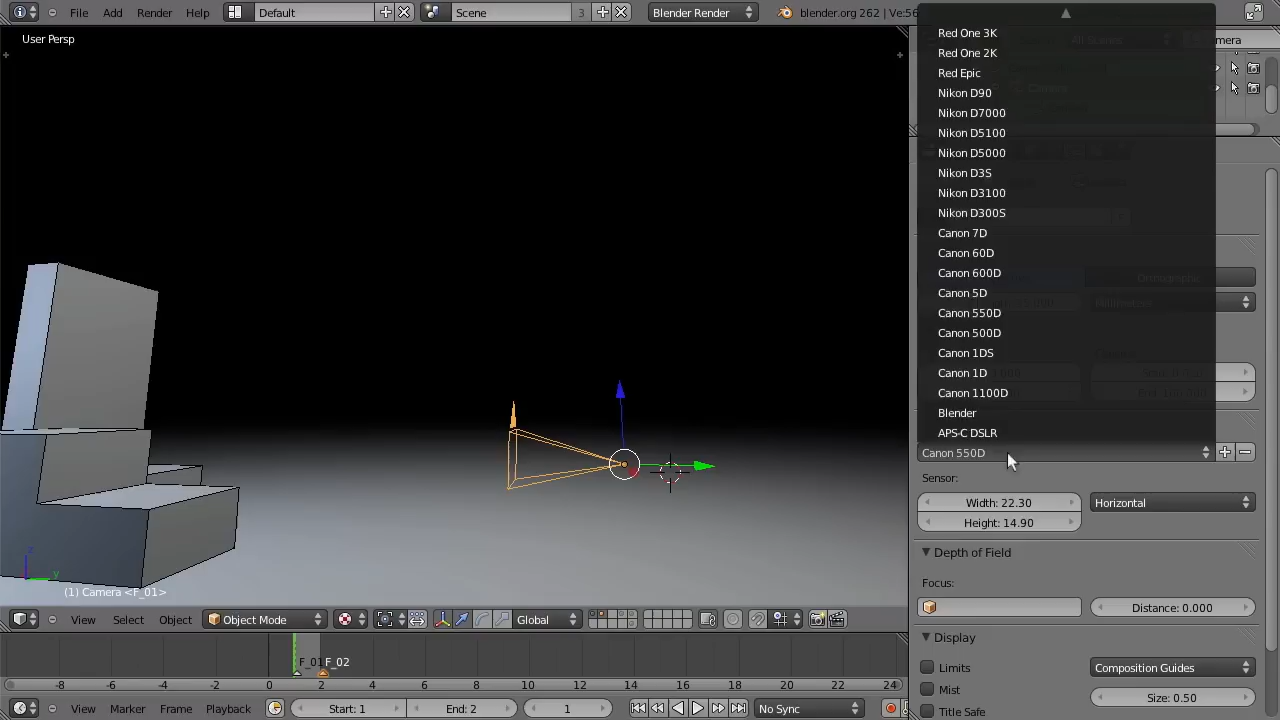 File Add Render Help Default Scene 3 Blender Render blender.org 262 | Ve:56
User Persp
Red One 3K
Red One 2K
Red Epic
Nikon D90
Nikon D7000
Nikon D5100
Nikon D5000
Nikon D3S
Nikon D3100
Nikon D300S
Canon 7D
Canon 60D
Canon 600D
Canon 5D
Canon 550D
Canon 500D
Canon 1DS
Canon 1D
Canon 1100D
Blender
APS-C DSLR
Canon 550D
Sensor:
Width: 22.30 Horizontal
Height: 14.90
Depth of Field
Focus:
Distance: 0.000
Display
Limits Composition Guides
Mist
Size: 0.50
Title Safe
z
y
(1) Camera <F_01>
View Select Object Object Mode Global
F_01 F_02
-8 -6 -4 -2 0 2 4 6 8 10 12 14 16 18 20 22 24
View Marker Frame Playback Start: 1 End: 2 1 No Sync